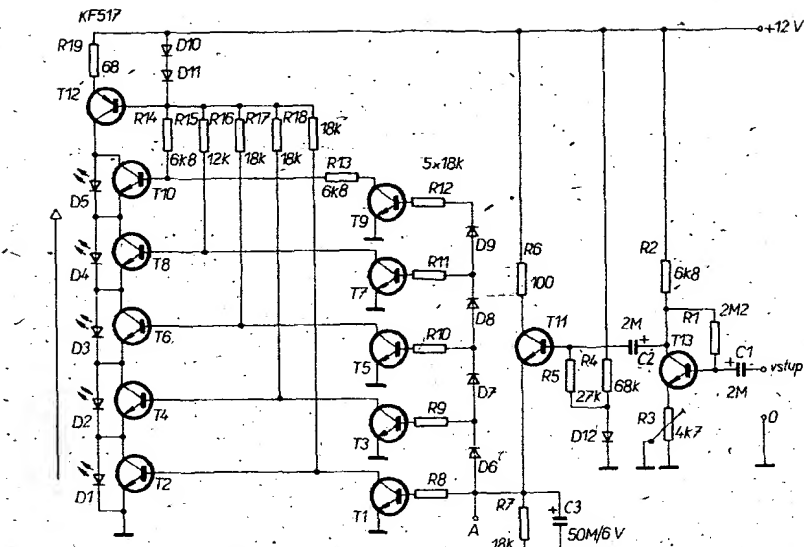 KF517
+12V
R19
68
D10
D11
T12
R14
R15
R16
R17
R18
6k8
12k
18k
18k
18k
R13
6k8
5x18k
R12
T10
T9
D5
D9
R6
100
R2
6k8
R11
T8
T7
D4
D8
R1
2M2
T11
2M
C2
T13
C1
2M
vstup
R10
T6
T5
D3
D7
R5
27k
R4
68k
R3
4k7
0
R9
T4
T3
D2
D6
D12
R8
T2
T1
D1
A
R7
18k
C3
50M/6V